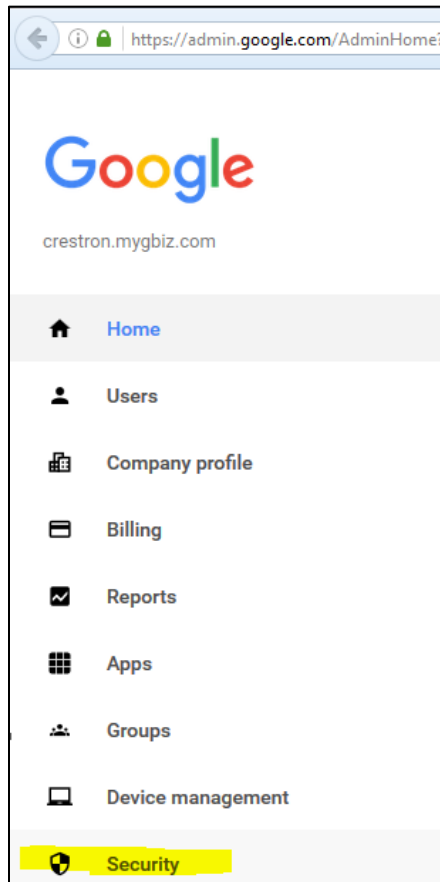 https://admin.google.com/AdminHome?
Google
crestron.mygbiz.com
Home
Users
Company profile
Billing
Reports
Apps
Groups
Device management
Security